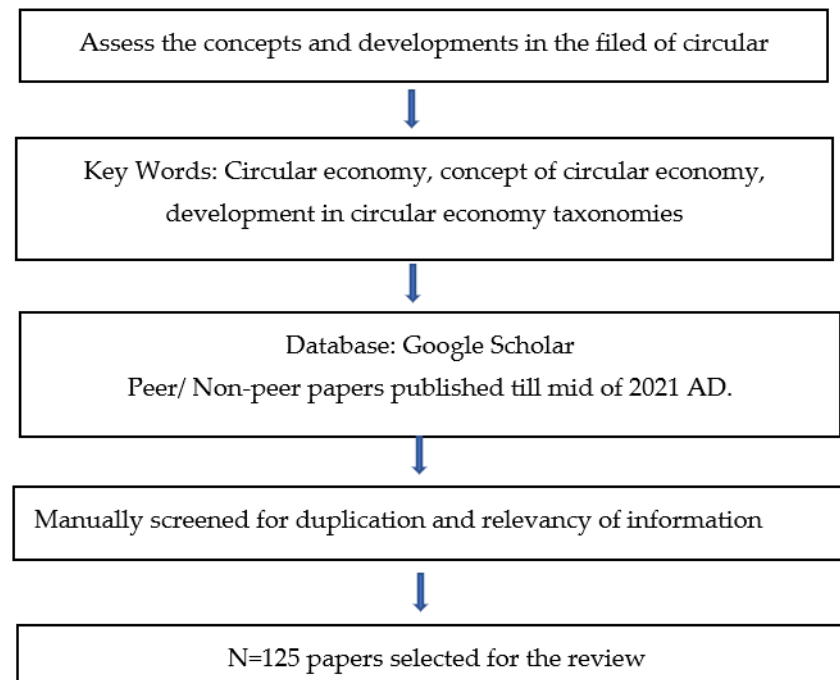 Assess the concepts and developments in the filed of circular
Key Words: Circular economy, concept of circular economy,
development in circular economy taxonomies
Database: Google Scholar
Peer/ Non-peer papers published till mid of 2021 AD.
Manually screened for duplication and relevancy of information
N=125 papers selected for the review